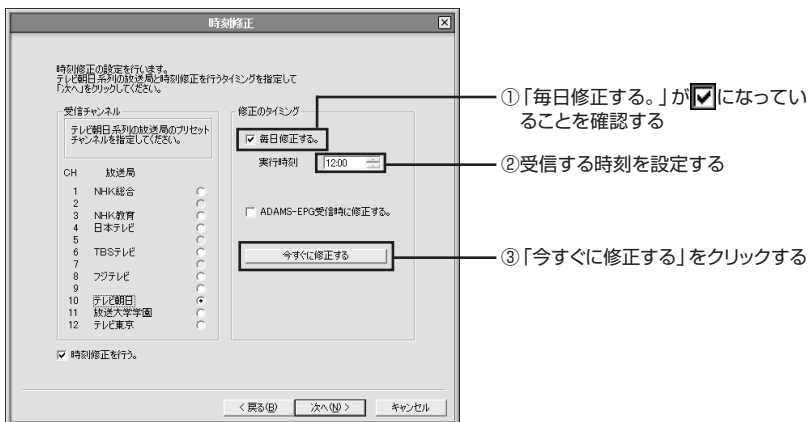 時刻修正
時刻修正の設定を行います。
テレビ朝日系列の放送局と時刻修正を行うタイミングを指定して
「次へ」をクリックしてください。
受信チャンネル
テレビ朝日系列の放送局のプリセット
チャンネルを指定してください。
CH 放送局
1 NHK総合
2
3 NHK教育
4 日本テレビ
5
6 TBSテレビ
7
8 フジテレビ
9
10 テレビ朝日
11 放送大学学園
12 テレビ東京
時刻修正を行う。
修正のタイミング
毎日修正する。
実行時刻 12:00
ADAMS-EPG受信時に修正する。
今すぐに修正する
< 戻る(B) 次へ(N) > キャンセル
①「毎日修正する。」が☑になってい
ることを確認する
②受信する時刻を設定する
③「今すぐに修正する」をクリックする